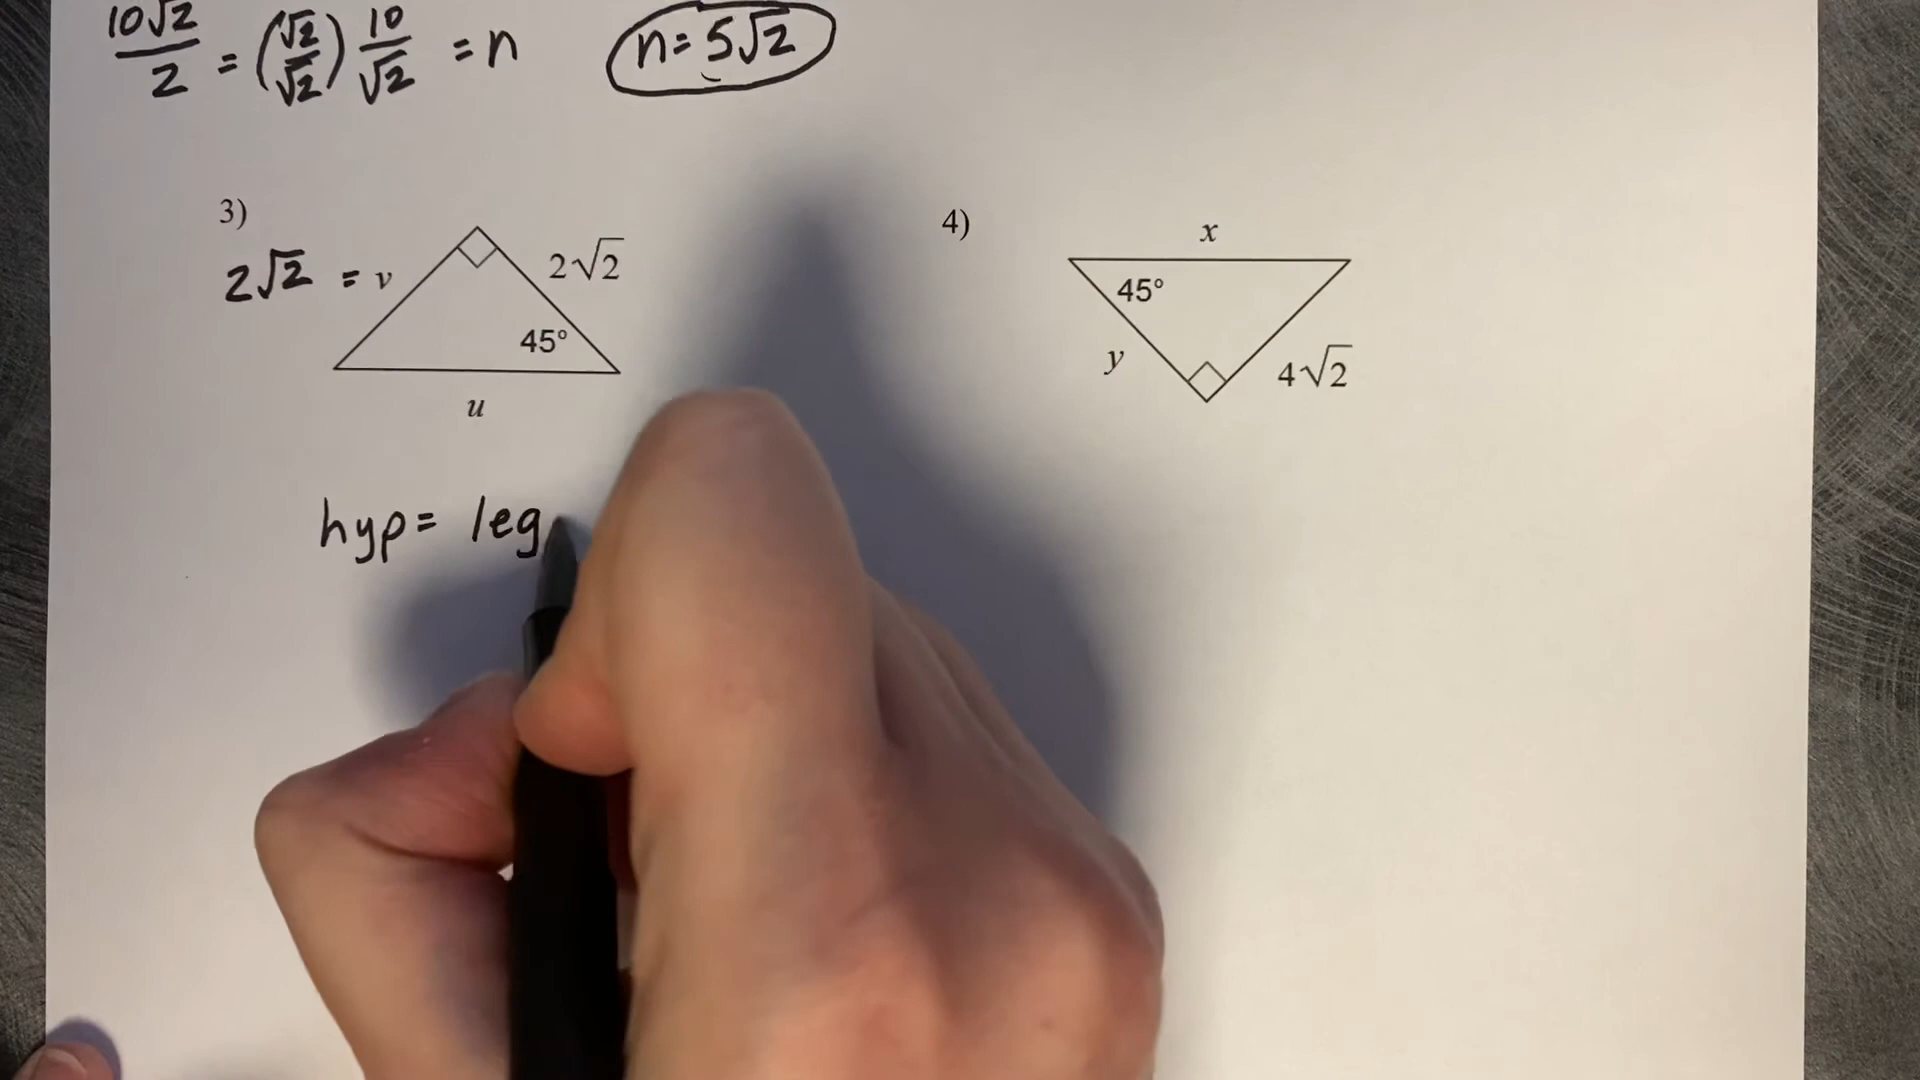 10√2/2 = (√2/√2) 10/√2 = n
n = 5√2
3)
2√2 = v
2√2
45°
u
hyp = leg
4)
x
45°
y
4√2